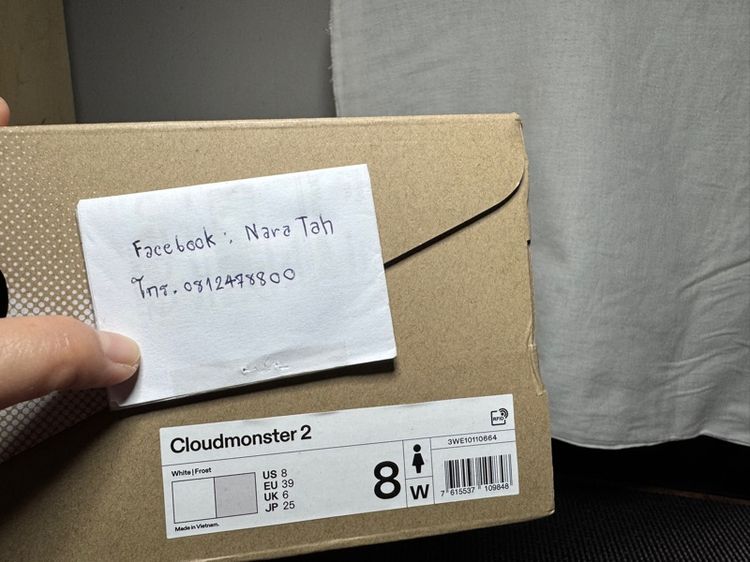 Facebook : Nara Tah
โทร. 0812478800
Cloudmonster 2
White | Frost
US 8
EU 39
UK 6
JP 25
Made in Vietnam.
8
W
RFID
3WE10110664
7 615537 109848